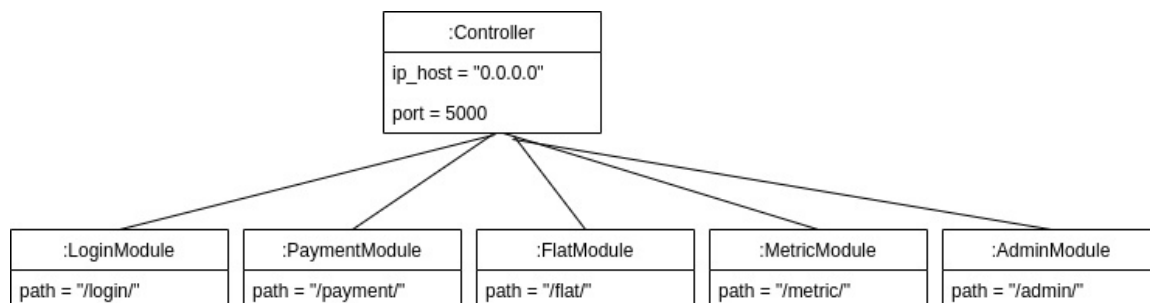 :Controller
ip_host = "0.0.0.0"
port = 5000
:LoginModule
path = "/login/"
:PaymentModule
path = "/payment/"
:FlatModule
path = "/flat/"
:MetricModule
path = "/metric/"
:AdminModule
path = "/admin/"